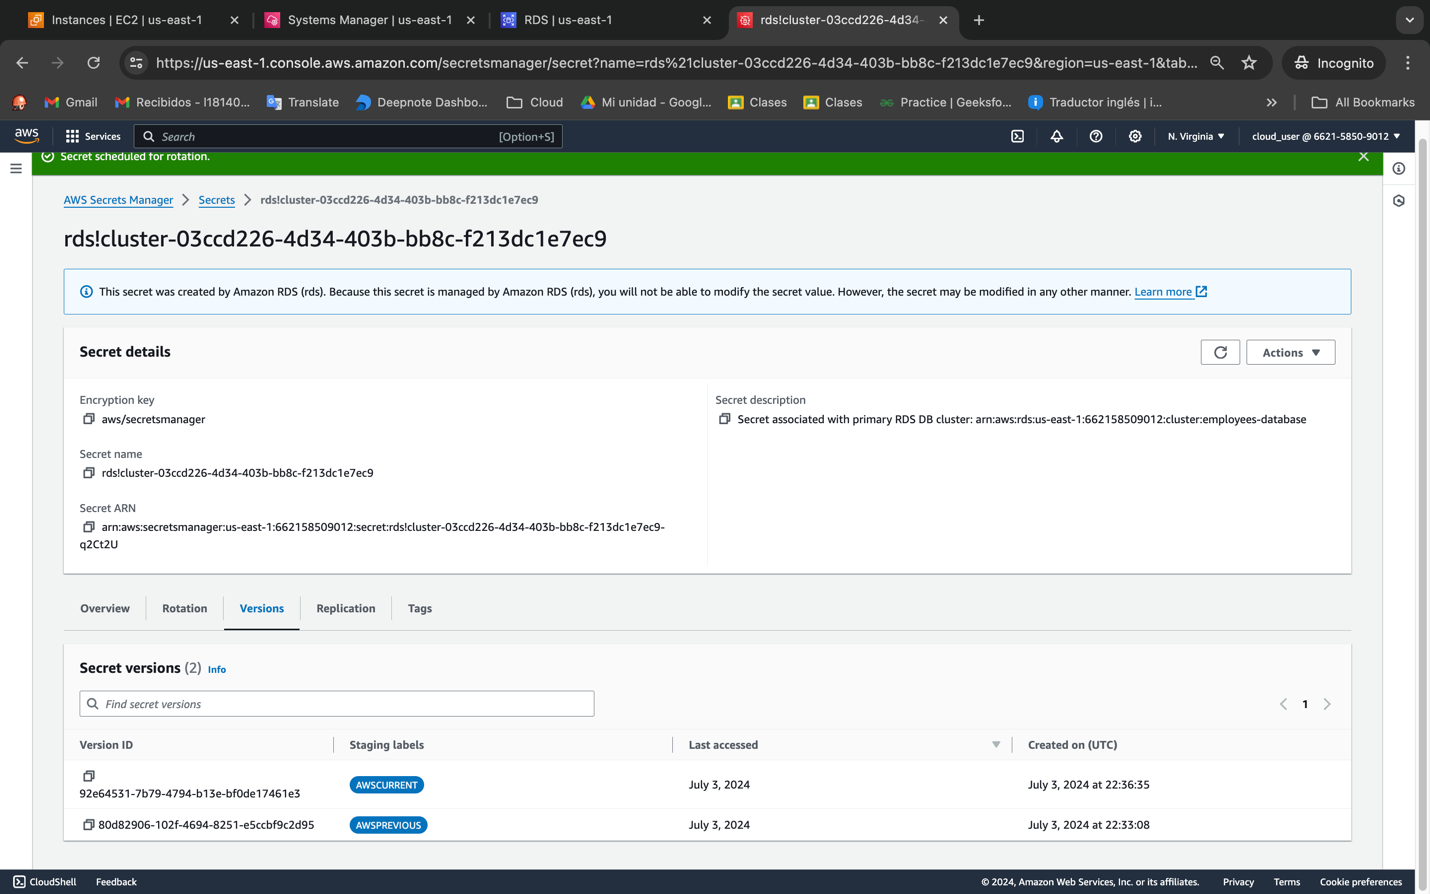 Instances | EC2 | us-east-1
Systems Manager | us-east-1
RDS | us-east-1
rds!cluster-03ccd226-4d34-
https://us-east-1.console.aws.amazon.com/secretsmanager/secret?name=rds%21cluster-03ccd226-4d34-403b-bb8c-f213dc1e7ec9&region=us-east-1&tab...
Incognito
Gmail
Recibidos - l18140...
Translate
Deepnote Dashbo...
Cloud
Mi unidad - Googl...
Clases
Clases
Practice | Geeksfo...
Traductor inglés | i...
All Bookmarks
aws
Services
Search
[Option+S]
N. Virginia
cloud_user @ 6621-5850-9012
Secret scheduled for rotation.
AWS Secrets Manager
Secrets
rds!cluster-03ccd226-4d34-403b-bb8c-f213dc1e7ec9
rds!cluster-03ccd226-4d34-403b-bb8c-f213dc1e7ec9
This secret was created by Amazon RDS (rds). Because this secret is managed by Amazon RDS (rds), you will not be able to modify the secret value. However, the secret may be modified in any other manner. Learn more
Secret details
Actions
Encryption key
aws/secretsmanager
Secret name
rds!cluster-03ccd226-4d34-403b-bb8c-f213dc1e7ec9
Secret ARN
arn:aws:secretsmanager:us-east-1:662158509012:secret:rds!cluster-03ccd226-4d34-403b-bb8c-f213dc1e7ec9-
q2Ct2U
Secret description
Secret associated with primary RDS DB cluster: arn:aws:rds:us-east-1:662158509012:cluster:employees-database
Overview
Rotation
Versions
Replication
Tags
Secret versions (2) Info
Find secret versions
1
Version ID
Staging labels
Last accessed
Created on (UTC)
92e64531-7b79-4794-b13e-bf0de17461e3
AWSCURRENT
July 3, 2024
July 3, 2024 at 22:36:35
80d82906-102f-4694-8251-e5ccbf9c2d95
AWSPREVIOUS
July 3, 2024
July 3, 2024 at 22:33:08
CloudShell
Feedback
© 2024, Amazon Web Services, Inc. or its affiliates.
Privacy
Terms
Cookie preferences